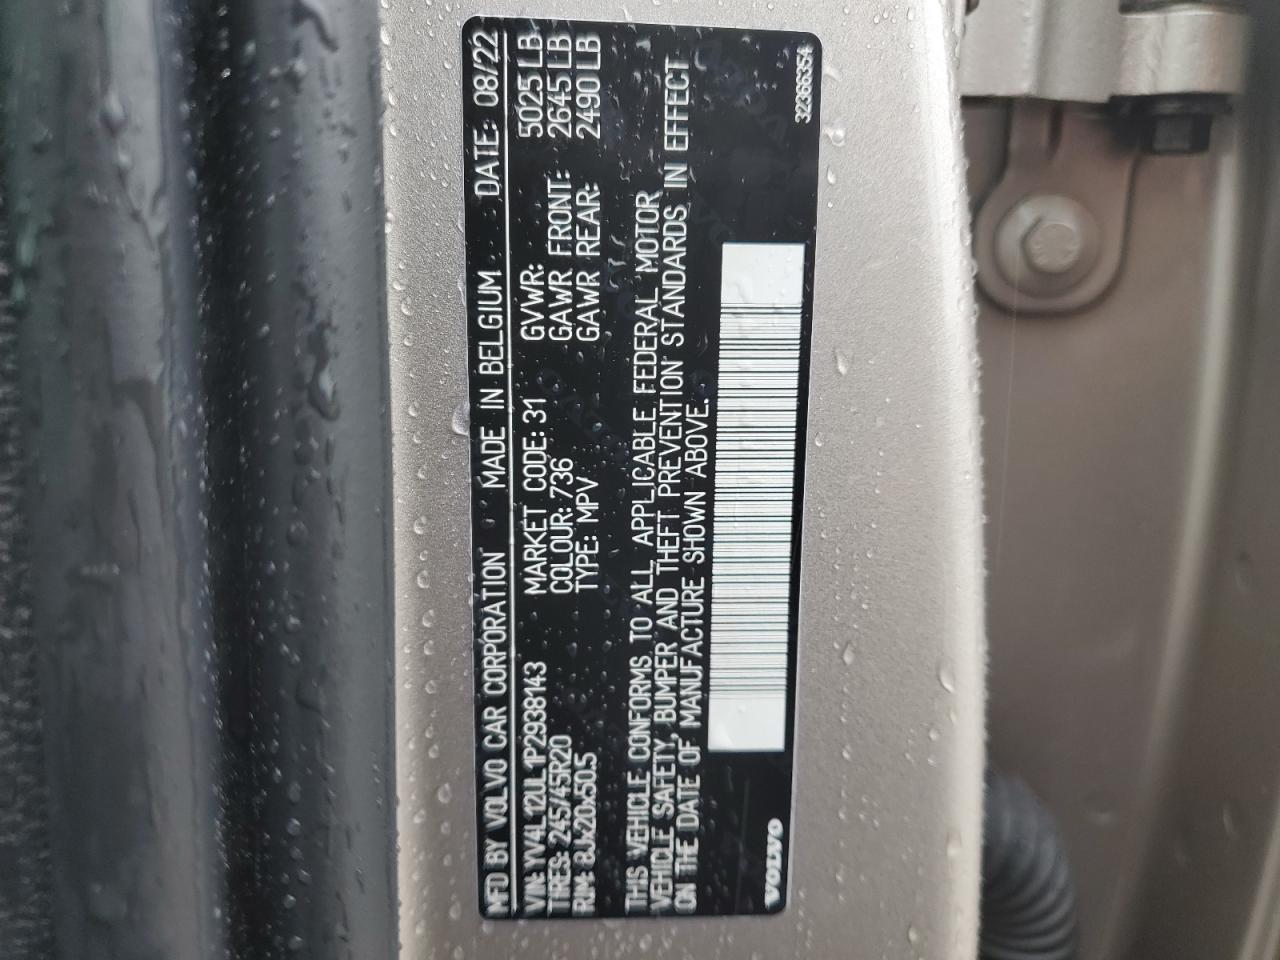 MFD BY VOLVO CAR CORPORATION MADE IN BELGIUM DATE: 08/22
VIN: YV4L12UL1P2938143 MARKET CODE: 31 GVWR: 5025 LB
TIRES: 245/45R20 COLOUR: 736 GAWR FRONT: 2645 LB
RIM: 8Jx20x50.5 TYPE: MPV GAWR REAR: 2490 LB
THIS VEHICLE CONFORMS TO ALL APPLICABLE FEDERAL MOTOR
VEHICLE SAFETY, BUMPER AND THEFT PREVENTION STANDARDS IN EFFECT
ON THE DATE OF MANUFACTURE SHOWN ABOVE.
VOLVO
32366354